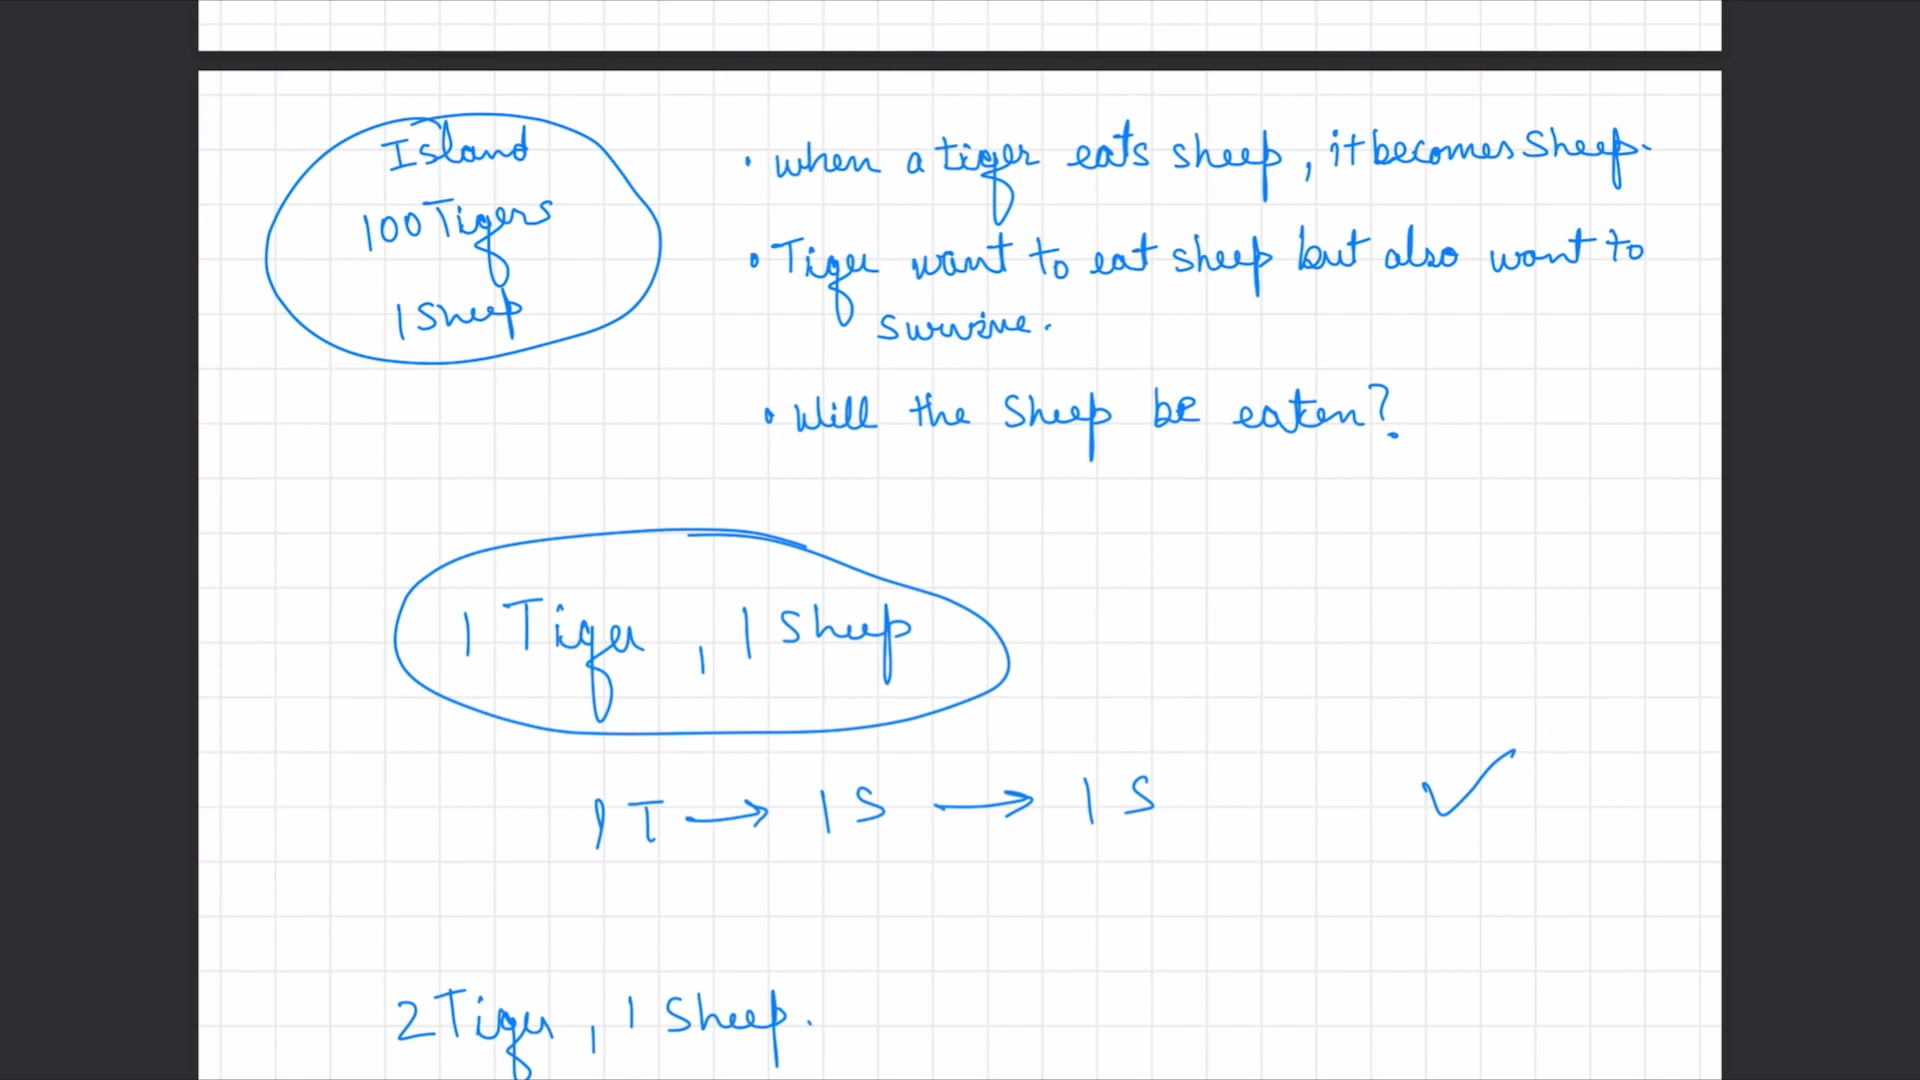 Island
100 Tigers
1 Sheep
• when a tiger eats sheep, it becomes Sheep.
• Tiger want to eat sheep but also want to
survive.
• Will the Sheep be eaten?
1 Tiger, 1 Sheep
1 T → 1 S → 1 S ✓
2 Tiger, 1 Sheep.